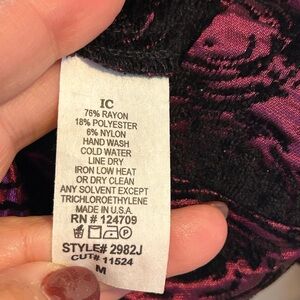 IC
76% RAYON
18% POLYESTER
6% NYLON
HAND WASH
COLD WATER
LINE DRY
IRON LOW HEAT
OR DRY CLEAN
ANY SOLVENT EXCEPT
TRICHLOROETHYLENE
MADE IN U.S.A.
RN # 124709
STYLE# 2982J
CUT# 11524
M